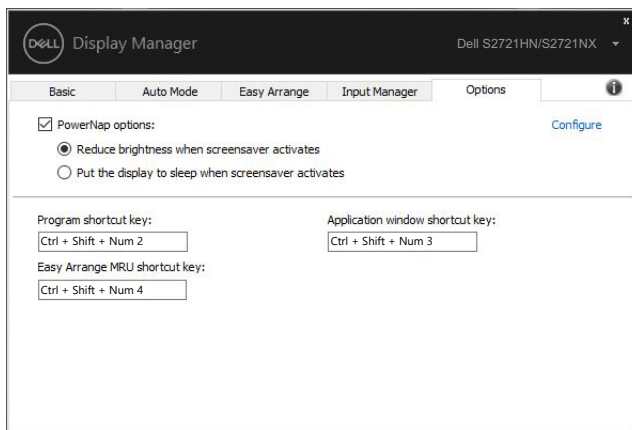 DELL Display Manager
Dell S2721HN/S2721NX
x
Basic
Auto Mode
Easy Arrange
Input Manager
Options
i
PowerNap options:
Configure
Reduce brightness when screensaver activates
Put the display to sleep when screensaver activates
Program shortcut key:
Application window shortcut key:
Ctrl + Shift + Num 2
Ctrl + Shift + Num 3
Easy Arrange MRU shortcut key:
Ctrl + Shift + Num 4